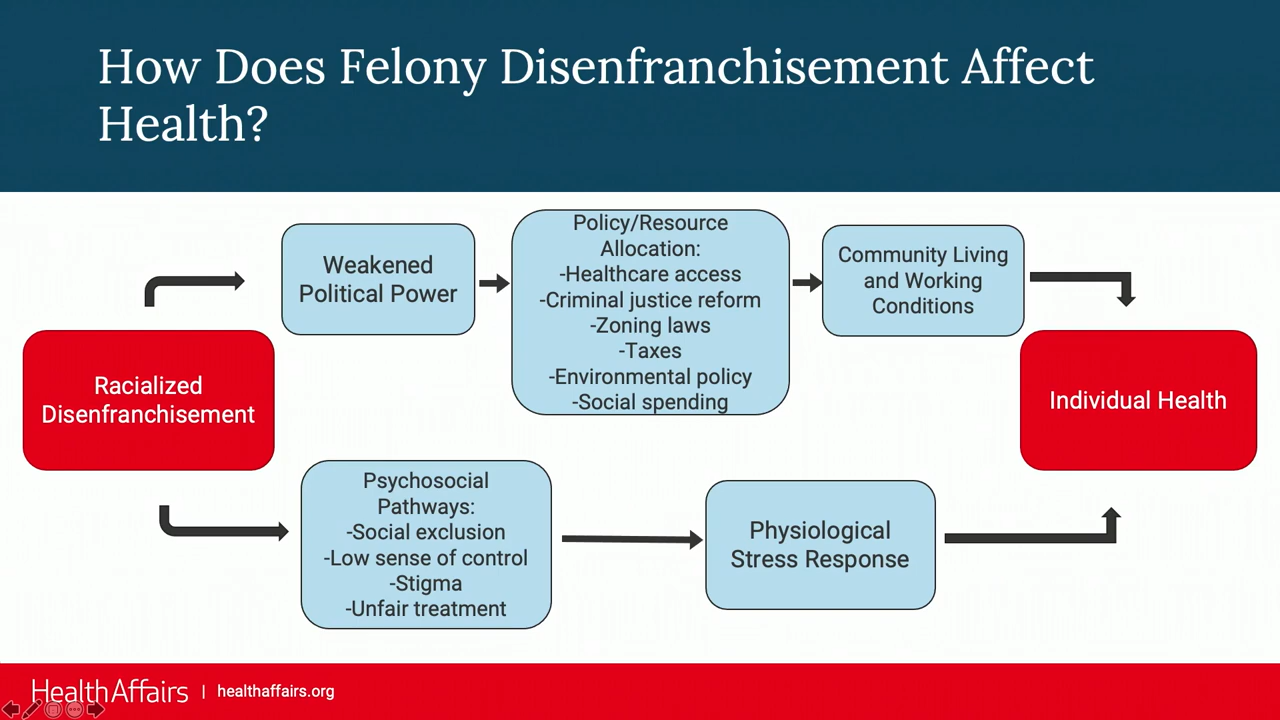 How Does Felony Disenfranchisement Affect
Health?
Weakened
Political Power
Policy/Resource
Allocation:
-Healthcare access
-Criminal justice reform
-Zoning laws
-Taxes
-Environmental policy
-Social spending
Community Living
and Working
Conditions
Racialized
Disenfranchisement
Individual Health
Psychosocial
Pathways:
-Social exclusion
-Low sense of control
-Stigma
-Unfair treatment
Physiological
Stress Response
HealthAffairs | healthaffairs.org